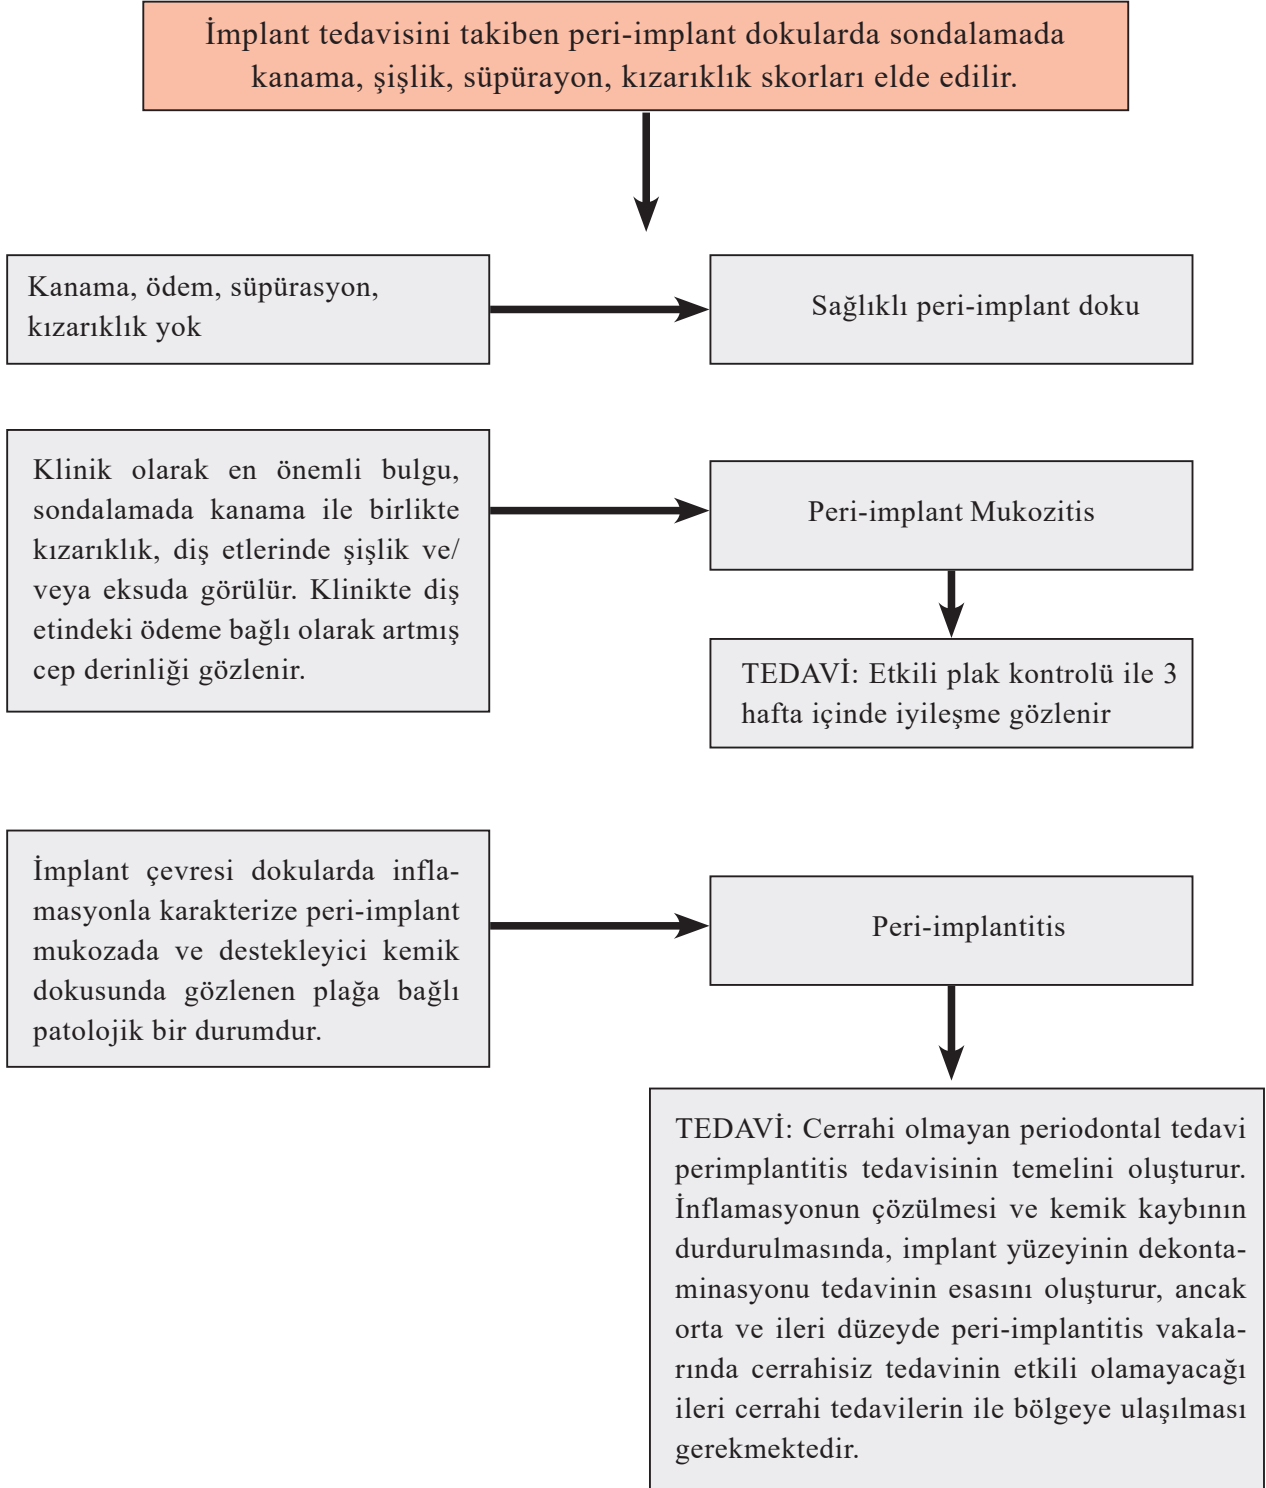 İmplant tedavisini takiben peri-implant dokularda sondalamada
kanama, şişlik, süpürayon, kızarıklık skorları elde edilir.
Kanama, ödem, süpürasyon,
kızarıklık yok
Sağlıklı peri-implant doku
Klinik olarak en önemli bulgu,
sondalamada kanama ile birlikte
kızarıklık, diş etlerinde şişlik ve/
veya eksuda görülür. Klinikte diş
etindeki ödeme bağlı olarak artmış
cep derinliği gözlenir.
Peri-implant Mukozitis
TEDAVİ: Etkili plak kontrolü ile 3
hafta içinde iyileşme gözlenir
İmplant çevresi dokularda infla-
masyonla karakterize peri-implant
mukozada ve destekleyici kemik
dokusunda gözlenen plağa bağlı
patolojik bir durumdur.
Peri-implantitis
TEDAVİ: Cerrahi olmayan periodontal tedavi
perimplantitis tedavisinin temelini oluşturur.
İnflamasyonun çözülmesi ve kemik kaybının
durdurulmasında, implant yüzeyinin dekonta-
minasyonu tedavinin esasını oluşturur, ancak
orta ve ileri düzeyde peri-implantitis vakala-
rında cerrahisiz tedavinin etkili olamayacağı
ileri cerrahi tedavilerin ile bölgeye ulaşılması
gerekmektedir.